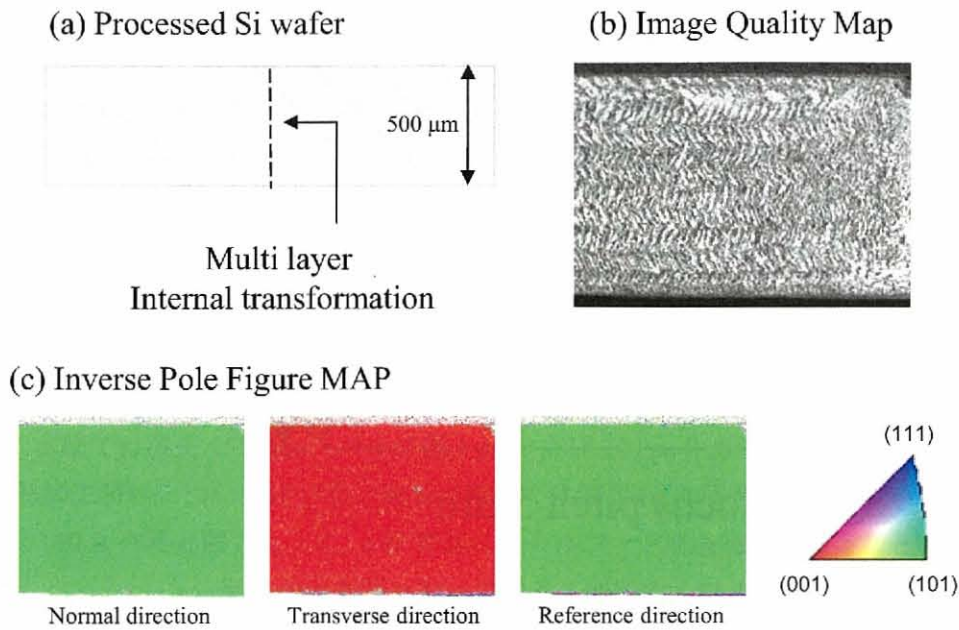 (a) Processed Si wafer
(b) Image Quality Map
500 μm
Multi layer
Internal transformation
(c) Inverse Pole Figure MAP
(111)
(001)
(101)
Normal direction
Transverse direction
Reference direction